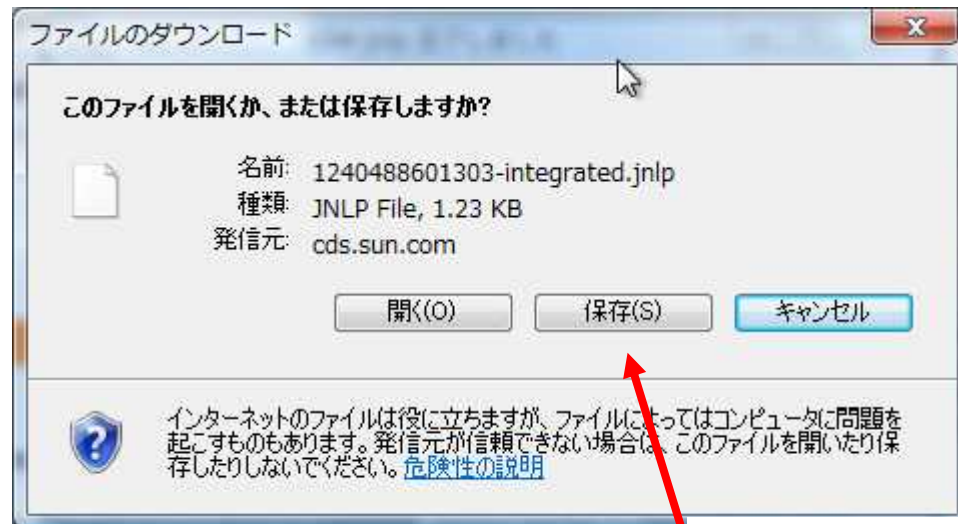 ファイルのダウンロード
このファイルを開くか、または保存しますか?
名前: 1240488601303-integrated.jnlp
種類: JNLP File, 1.23 KB
発信元: cds.sun.com
開く(O) 保存(S) キャンセル
インターネットのファイルは役に立ちますが、ファイルによってはコンピュータに問題を
起こすものもあります。発信元が信頼できない場合は、このファイルを開いたり保
存したりしないでください。危険性の説明